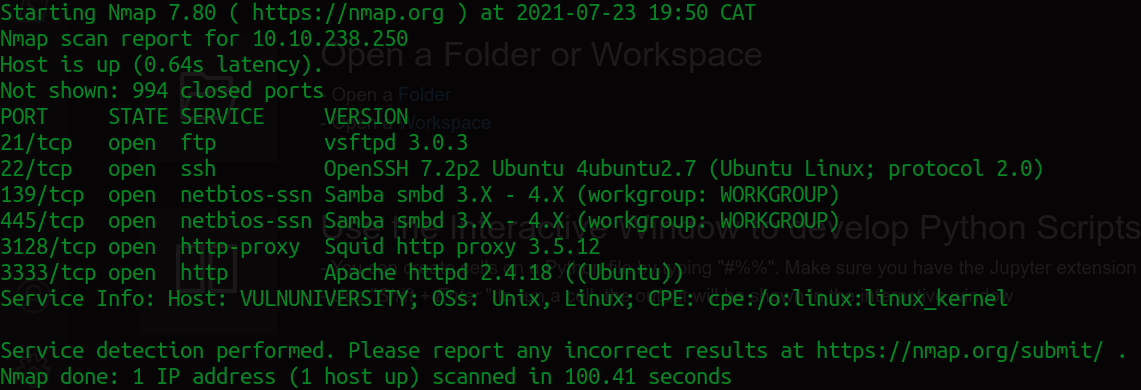 Starting Nmap 7.80 ( https://nmap.org ) at 2021-07-23 19:50 CAT
Nmap scan report for 10.10.238.250
Host is up (0.64s latency).
Open a Folder or Workspace
Not shown: 994 closed ports
- Open a Folder
PORT STATE SERVICE VERSION
- Open a Workspace
21/tcp open ftp vsftpd 3.0.3
22/tcp open ssh OpenSSH 7.2p2 Ubuntu 4ubuntu2.7 (Ubuntu Linux; protocol 2.0)
139/tcp open netbios-ssn Samba smbd 3.X - 4.X (workgroup: WORKGROUP)
445/tcp open netbios-ssn Samba smbd 3.X - 4.X (workgroup: WORKGROUP)
Use the Interactive Window to develop Python Scripts
3128/tcp open http-proxy Squid http proxy 3.5.12
3333/tcp open http Apache httpd 2.4.18 ((Ubuntu))
by typing "#%%". Make sure you have the Jupyter extension
Service Info: Host: VULNUNIVERSITY; OSs: Unix, Linux; CPE: cpe:/o:linux:linux_kernel
Service detection performed. Please report any incorrect results at https://nmap.org/submit/ .
Nmap done: 1 IP address (1 host up) scanned in 100.41 seconds